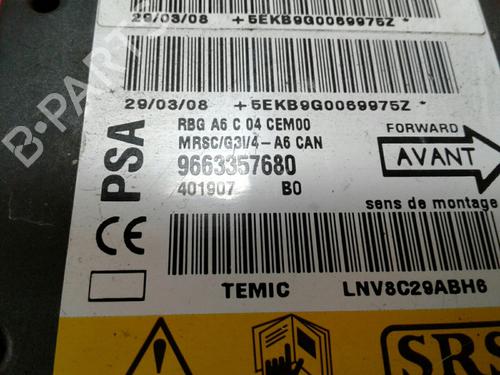 29/03/08 +5EKB9G0069975Z*
29/03/08 +5EKB9G0069975Z*
PSA
RBG A6 C 04 CEM00
MRSC/G3I/4- A6 CAN
9663357680
401907 B0
FORWARD
AVANT
sens de montage
CE
TEMIC LNV8C29ABH6
SRS
B-PARTS